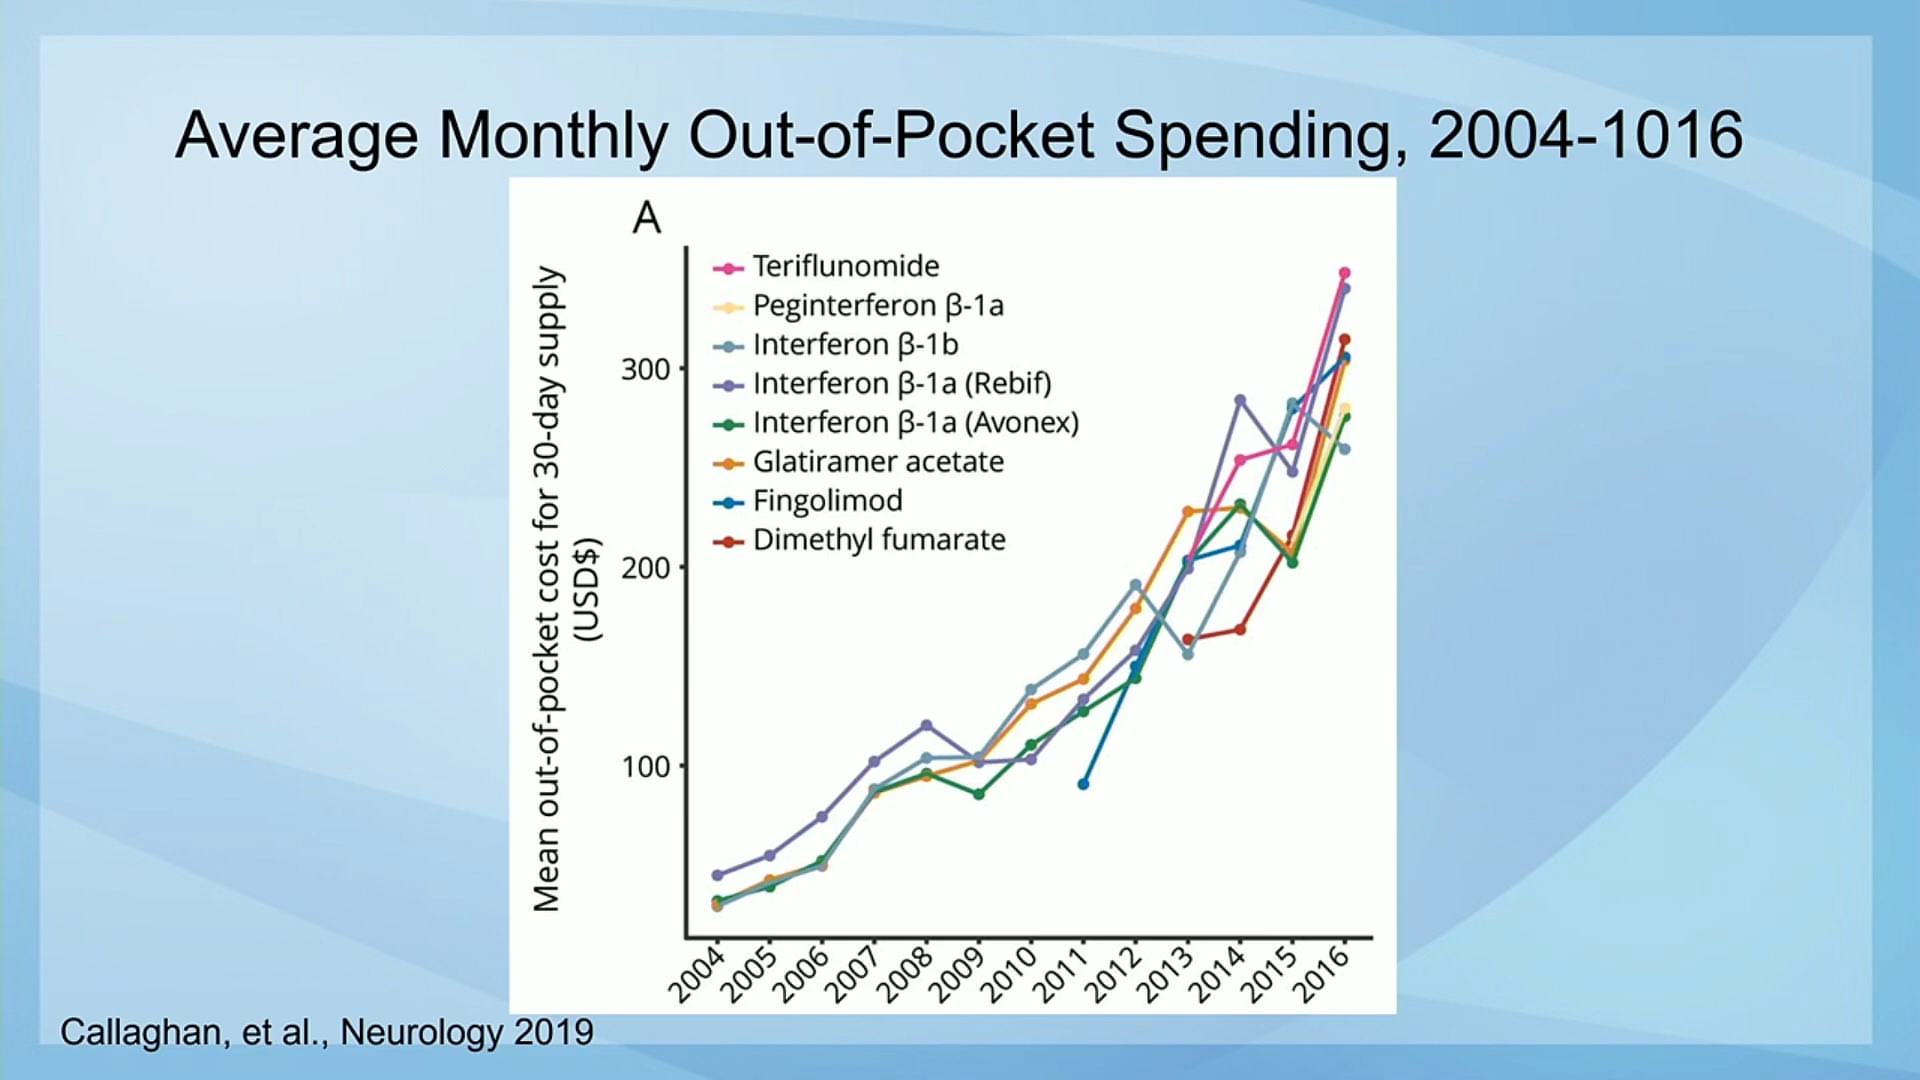 Average Monthly Out-of-Pocket Spending, 2004-1016
A
Mean out-of-pocket cost for 30-day supply
(USD$)
Teriflunomide
Peginterferon β-1a
Interferon β-1b
Interferon β-1a (Rebif)
Interferon β-1a (Avonex)
Glatiramer acetate
Fingolimod
Dimethyl fumarate
300
200
100
2004 2005 2006 2007 2008 2009 2010 2011 2012 2013 2014 2015 2016
Callaghan, et al., Neurology 2019